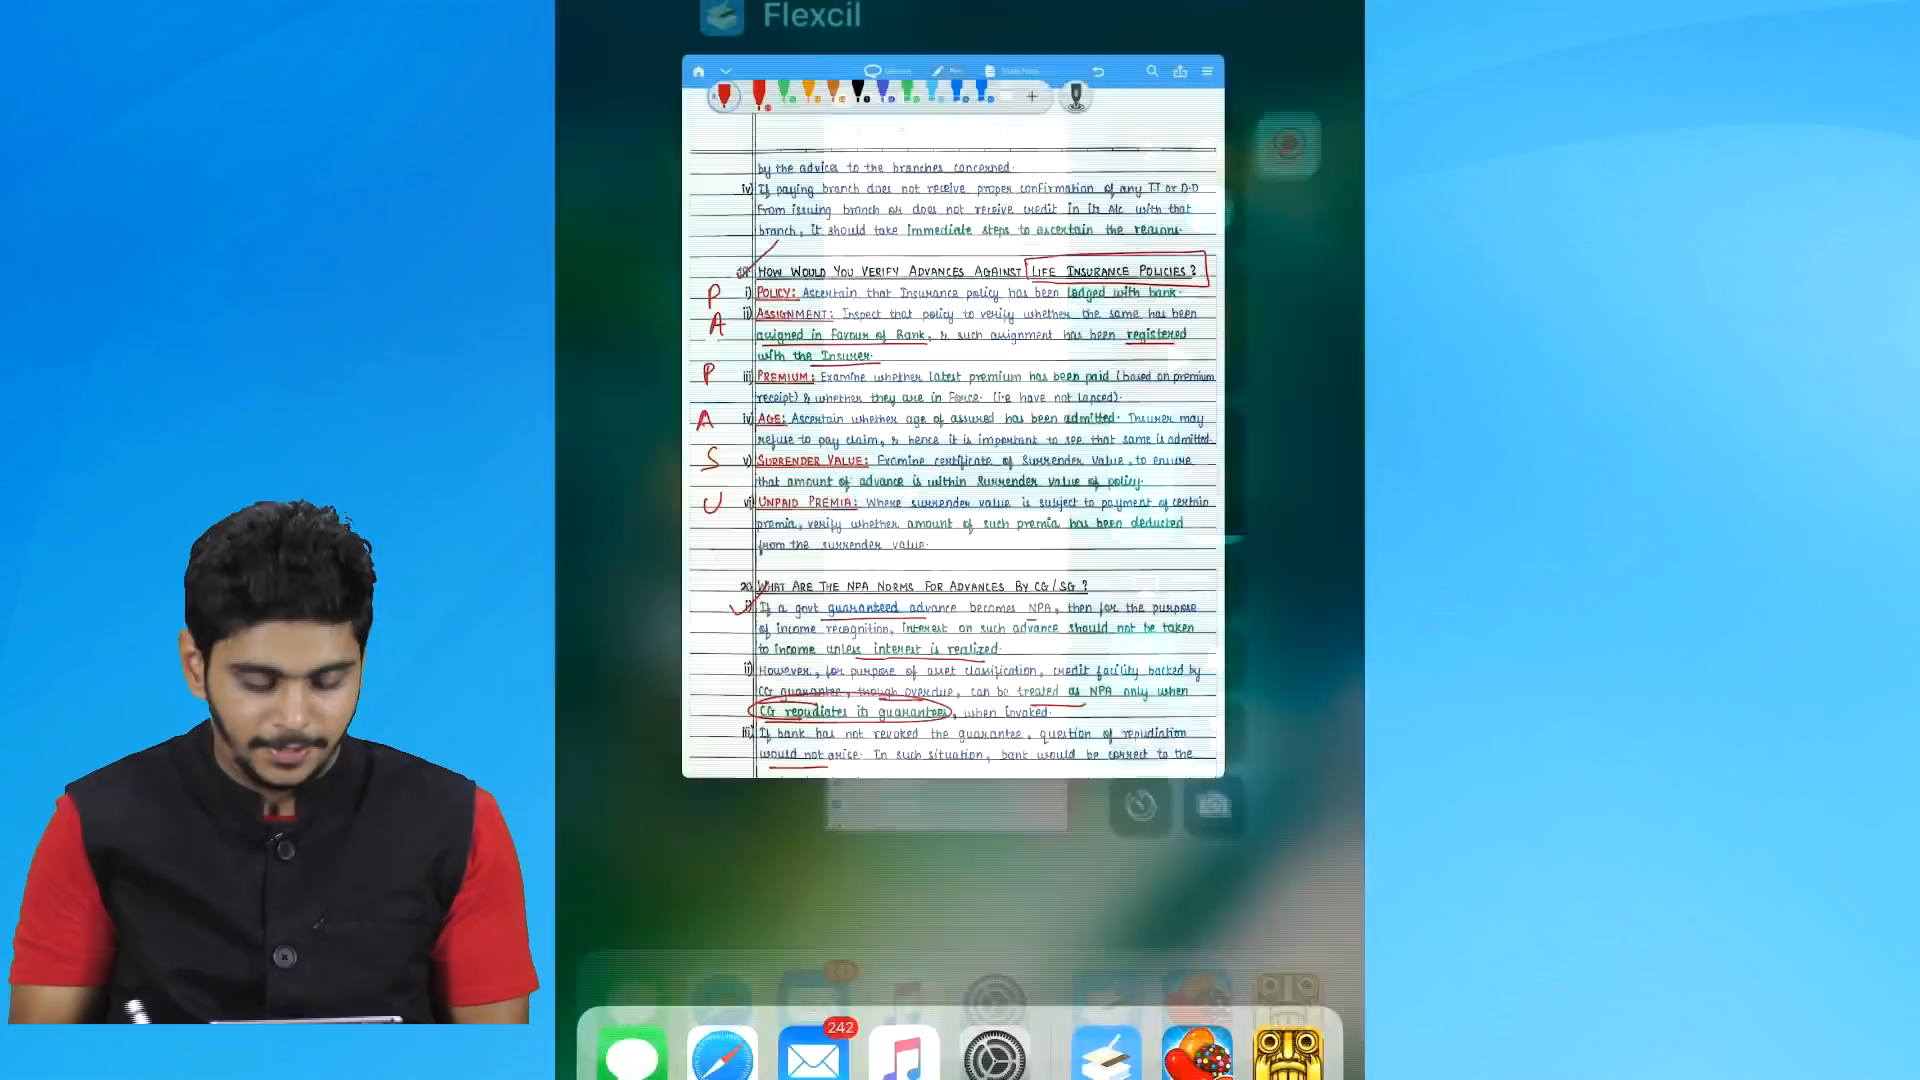 Flexcil
Study Note
by the advices to the branches concerned.
iv) If paying branch does not receive proper confirmation of any TT or D.D
From issuing branch or does not receive credit in its A/c with that
branch, it should take immediate steps to ascertain the reasons.
19. HOW WOULD YOU VERIFY ADVANCES AGAINST LIFE INSURANCE POLICIES?
P i) POLICY: Ascertain that Insurance policy has been lodged with bank.
A ii) ASSIGNMENT: Inspect that policy to verify whether the same has been
assigned in Favour of Bank, & such assignment has been registered
with the Insurer.
P iii) PREMIUM: Examine whether latest premium has been paid (based on premium
receipt) & whether they are in Force. (i.e have not lapsed).
A iv) AGE: Ascertain whether age of assured has been admitted. Insurer may
refuse to pay claim, & hence it is important to see that same is admitted.
S v) SURRENDER VALUE: Examine certificate of Surrender Value, to ensure
that amount of advance is within Surrender value of policy.
U vi) UNPAID PREMIA: Where surrender value is subject to payment of certain
premia, verify whether amount of such premia has been deducted
from the surrender value.
20. WHAT ARE THE NPA NORMS FOR ADVANCES BY CG/SG?
i) If a govt guaranteed advance becomes NPA, then for the purpose
of income recognition, interest on such advance should not be taken
to income unless interest is realized.
ii) However, for purpose of asset classification, credit facility backed by
CG guarantee, though overdue, can be treated as NPA only when
CG repudiates its guarantee, when invoked.
iii) If bank has not revoked the guarantee, question of repudiation
would not arise. In such situation, bank would be correct to the
242